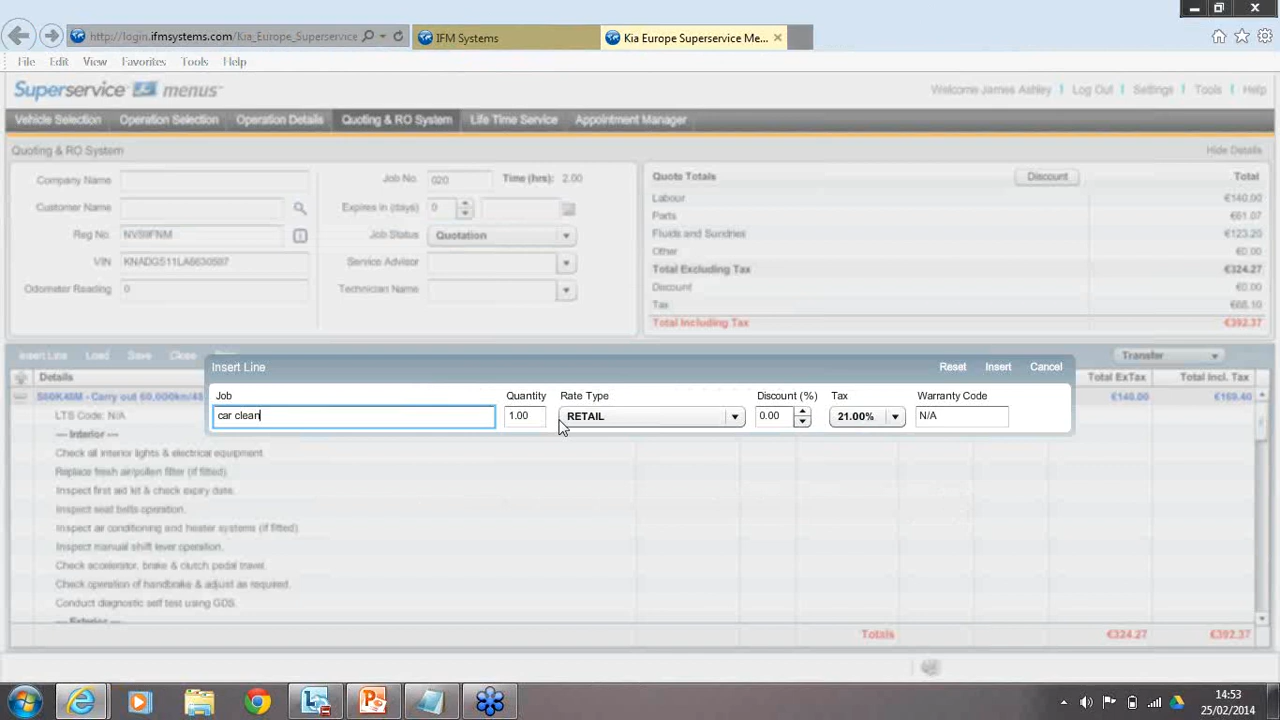 http://login.ifmsystems.com/Kia_Europe_Superservice
IFM Systems
Kia Europe Superservice Me...
File Edit View Favorites Tools Help
Superservice menus
Welcome James Ashley Log Out Settings Tools Help
Vehicle Selection Operation Selection Operation Details Quoting & RO System Life Time Service Appointment Manager
Quoting & RO System Hide Details
Company Name Job No. 020 Time (hrs): 2.00 Quote Totals Discount Total
Labour €140.00
Customer Name Expires in (days) 0 Parts €61.07
Reg No. NV59FNM Job Status Quotation Fluids and Sundries €123.20
Other €0.00
VIN KNADG511LA6630597 Service Advisor Total Excluding Tax €324.27
Odometer Reading 0 Technician Name Discount €0.00
Tax €68.10
Total Including Tax €392.37
Insert Line Load Save Close Transfer
Insert Line Reset Insert Cancel
Details Total ExTax Total Incl. Tax
Job Quantity Rate Type Discount (%) Tax Warranty Code
car clean 1.00 RETAIL 0.00 21.00% N/A
S60K48M - Carry out 60,000km/48 €140.00 €169.40
LTS Code: N/A
--- Interior ---
Check all interior lights & electrical equipment.
Replace fresh air/pollen filter (if fitted).
Inspect first aid kit & check expiry date.
Inspect seat belts operation.
Inspect air conditioning and heater systems (if fitted).
Inspect manual shift lever operation.
Check accelerator, brake & clutch pedal travel.
Check operation of handbrake & adjust as required.
Conduct diagnostic self test using GDS.
--- Exterior ---
Totals €324.27 €392.37
14:53
25/02/2014